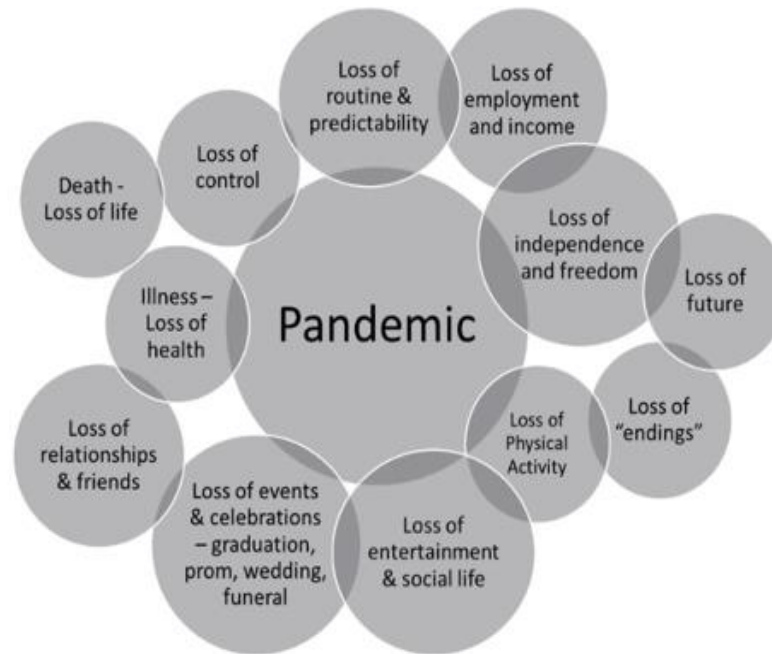 Loss of
routine &
predictability
Loss of
employment
and income
Loss of
control
Death -
Loss of life
Loss of
independence
and freedom
Loss of
future
Illness –
Loss of
health
Pandemic
Loss of
relationships
& friends
Loss of
Physical
Activity
Loss of
“endings”
Loss of events
& celebrations
– graduation,
prom, wedding,
funeral
Loss of
entertainment
& social life